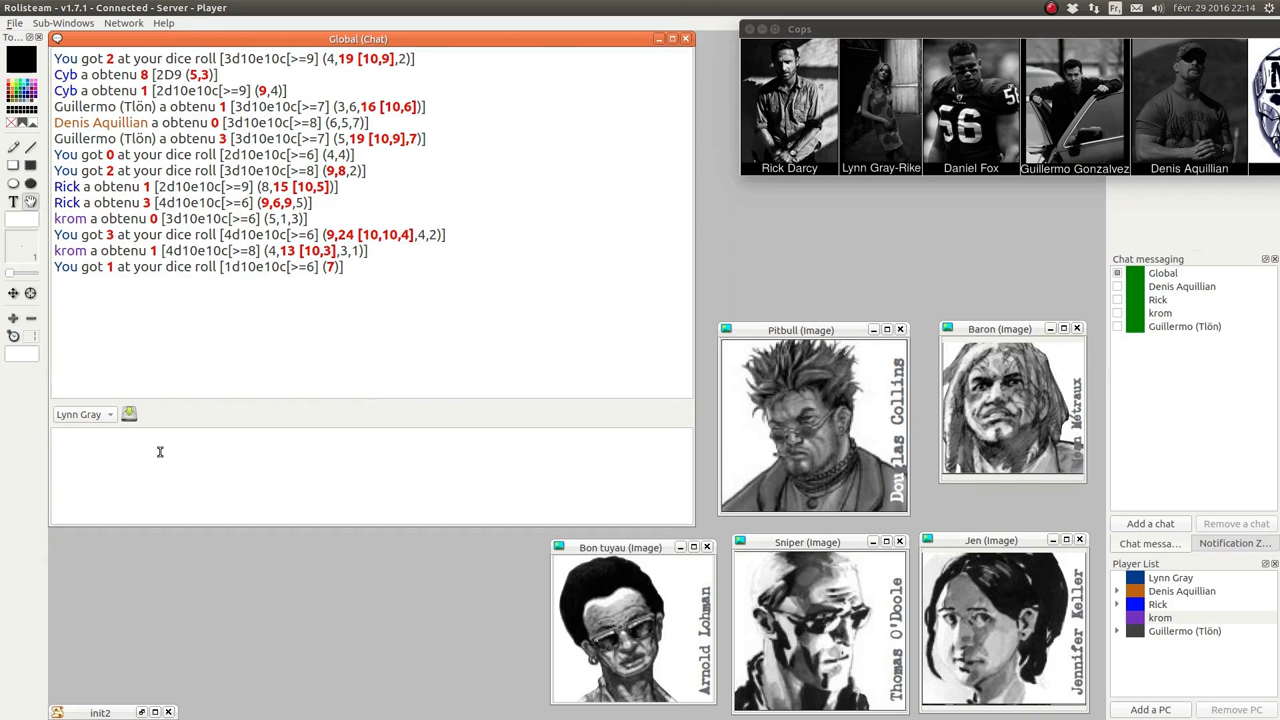 Rolisteam - v1.7.1 - Connected - Server - Player
Fr, févr. 29 2016 22:14
File Sub-Windows Network Help
To...
Global (Chat)
You got 2 at your dice roll [3d10e10c[>=9] (4,19 [10,9],2)]
Cyb a obtenu 8 [2D9 (5,3)]
Cyb a obtenu 1 [2d10e10c[>=9] (9,4)]
Guillermo (Tlön) a obtenu 1 [3d10e10c[>=7] (3,6,16 [10,6])]
Denis Aquillian a obtenu 0 [3d10e10c[>=8] (6,5,7)]
Guillermo (Tlön) a obtenu 3 [3d10e10c[>=7] (5,19 [10,9],7)]
You got 0 at your dice roll [2d10e10c[>=6] (4,4)]
You got 2 at your dice roll [3d10e10c[>=8] (9,8,2)]
Rick a obtenu 1 [2d10e10c[>=9] (8,15 [10,5])]
Rick a obtenu 3 [4d10e10c[>=6] (9,6,9,5)]
krom a obtenu 0 [3d10e10c[>=6] (5,1,3)]
You got 3 at your dice roll [4d10e10c[>=6] (9,24 [10,10,4],4,2)]
krom a obtenu 1 [4d10e10c[>=8] (4,13 [10,3],3,1)]
You got 1 at your dice roll [1d10e10c[>=6] (7)]
T
1
1
Lynn Gray
Cops
56
Rick Darcy
Lynn Gray-Rike
Daniel Fox
Guillermo Gonzalvez
Denis Aquillian
Pitbull (Image)
Douglas Collins
Baron (Image)
Métraux
Bon tuyau (Image)
Arnold Lohman
Sniper (Image)
Thomas O'Doole
Jen (Image)
Jennifer Keller
Chat messaging
Global
Denis Aquillian
Rick
krom
Guillermo (Tlön)
Add a chat Remove a chat
Chat messa... Notification Z...
Player List
Lynn Gray
Denis Aquillian
Rick
krom
Guillermo (Tlön)
Add a PC Remove PC
init2